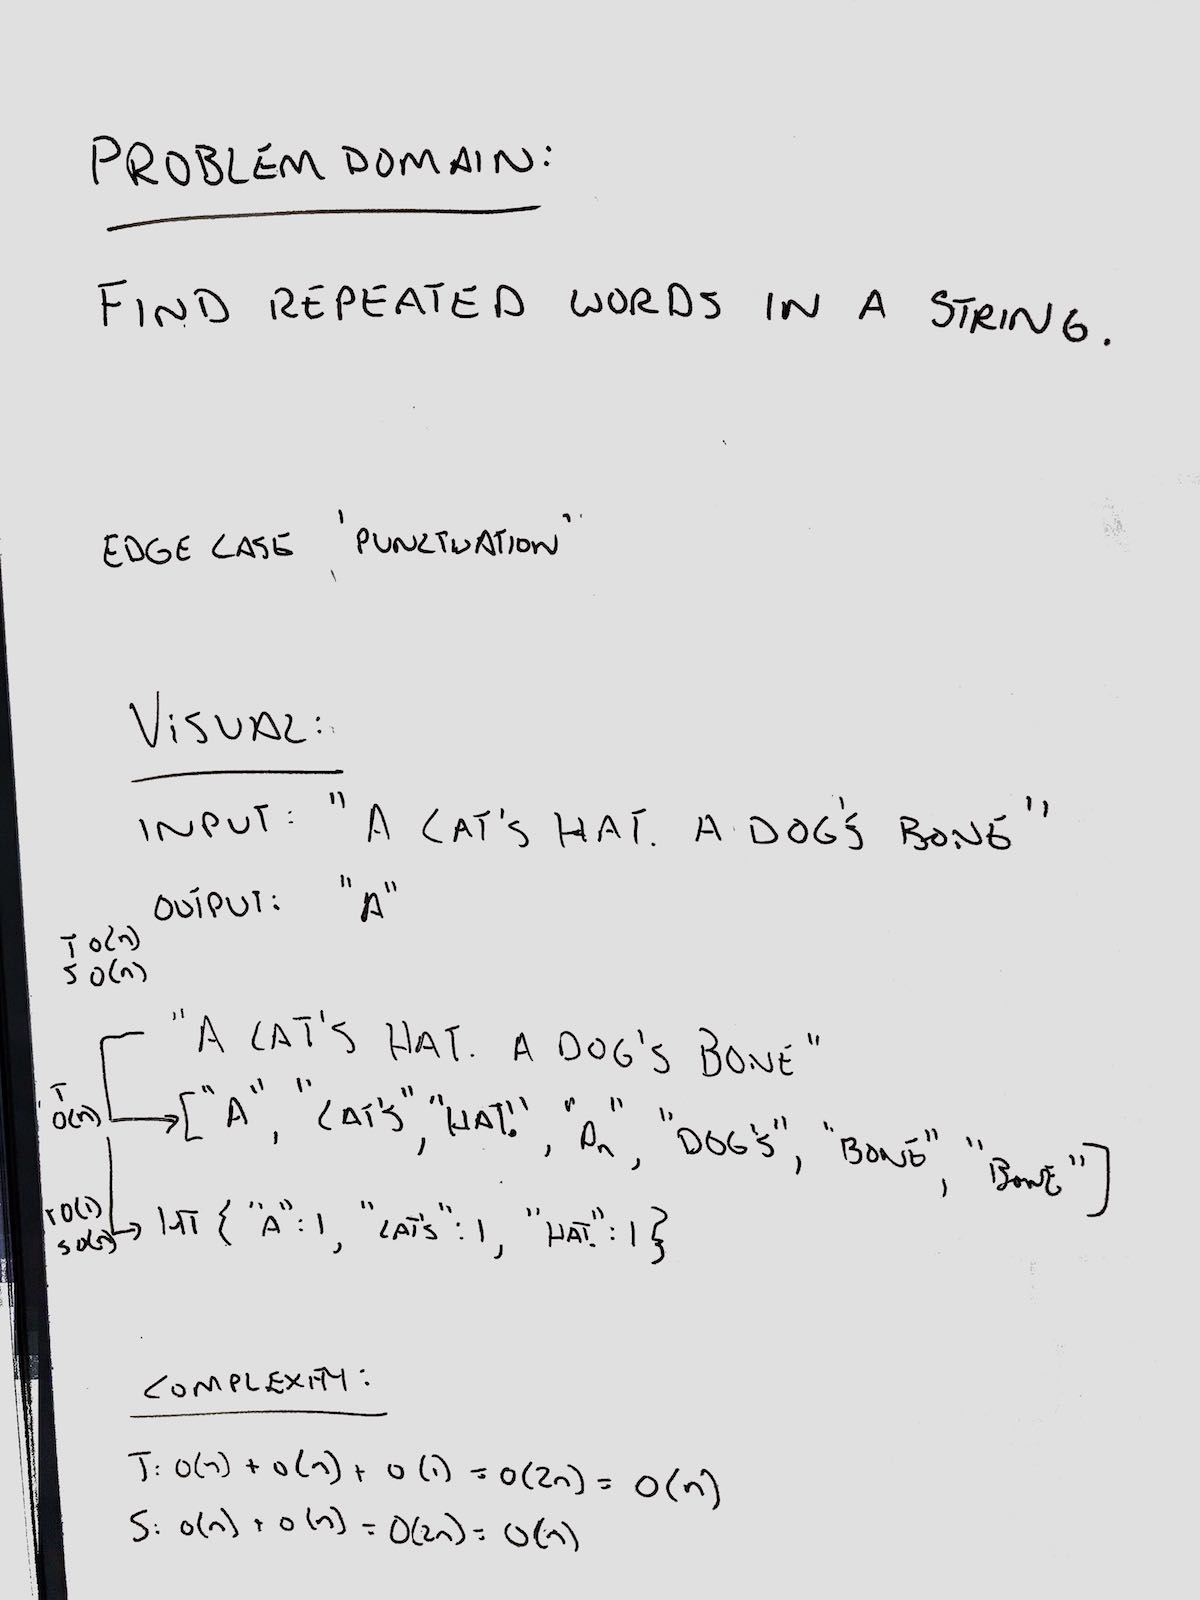 PROBLEM DOMAIN:
FIND REPEATED WORDS IN A STRING.
EDGE CASE 'PUNCTUATION"
VISUAL:
INPUT: "A CAT'S HAT. A DOG'S BONE"
OUTPUT: "A"
T O(n)
S O(n)
"A CAT'S HAT. A DOG'S BONE"
T
O(n) → ["A", "CAT'S", "HAT.", "An", "DOG'S", "BONE", "BONE"]
T O(1)
S O(n) → HT { "A": 1, "CAT'S": 1, "HAT.": 1 }
COMPLEXITY:
T: O(n) + O(n) + O(1) = O(2n) = O(n)
S: O(n) + O(n) = O(2n) = O(n)